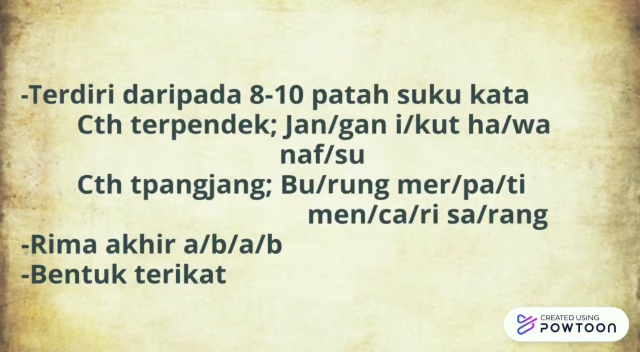 -Terdiri daripada 8-10 patah suku kata
Cth terpendek; Jan/gan i/kut ha/wa
naf/su
Cth tpangjang; Bu/rung mer/pa/ti
men/ca/ri sa/rang
-Rima akhir a/b/a/b
-Bentuk terikat
CREATED USING
POWTOON